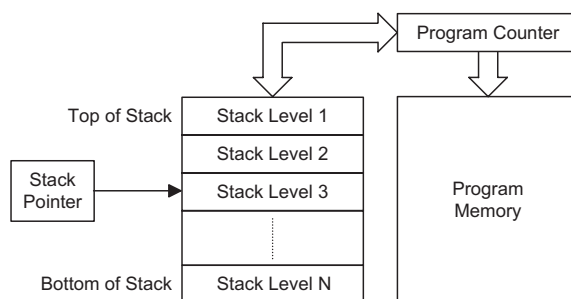 Program Counter
Top of Stack
Stack Level 1
Stack Level 2
Stack
Pointer
Stack Level 3
Program
Memory
Bottom of Stack
Stack Level N